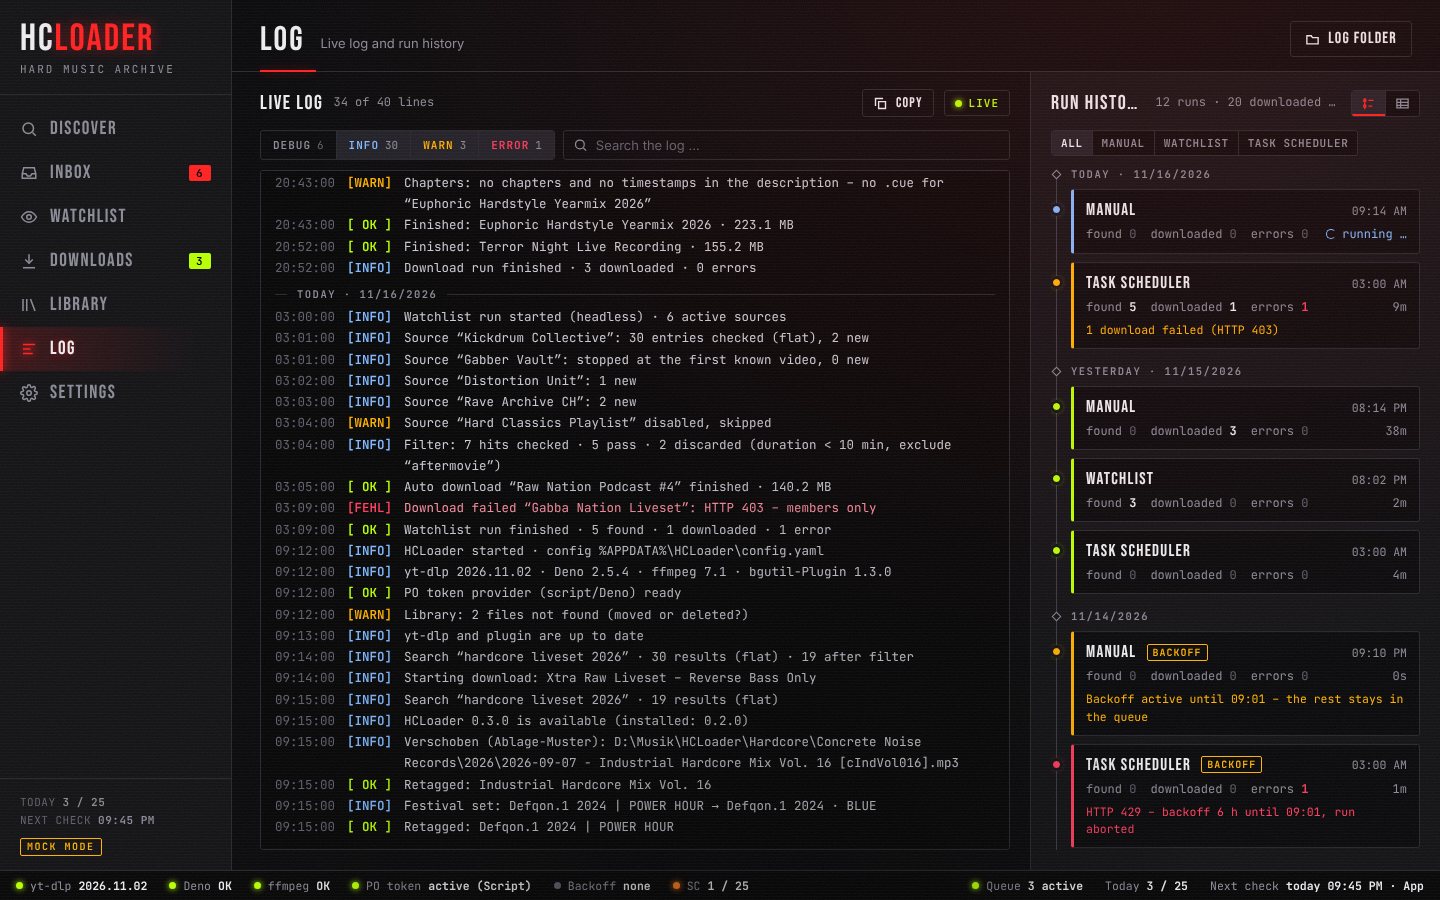 HCLOADER
HARD MUSIC ARCHIVE
DISCOVER
INBOX 6
WATCHLIST
DOWNLOADS 3
LIBRARY
LOG
SETTINGS
TODAY 3 / 25
NEXT CHECK 09:45 PM
MOCK MODE
LOG Live log and run history
LOG FOLDER
LIVE LOG 34 of 40 lines
COPY
LIVE
DEBUG 6 INFO 30 WARN 3 ERROR 1
Search the log ...
20:43:00 [WARN] Chapters: no chapters and no timestamps in the description – no .cue for
“Euphoric Hardstyle Yearmix 2026”
20:43:00 [ OK ] Finished: Euphoric Hardstyle Yearmix 2026 · 223.1 MB
20:52:00 [ OK ] Finished: Terror Night Live Recording · 155.2 MB
20:52:00 [INFO] Download run finished · 3 downloaded · 0 errors
TODAY · 11/16/2026
03:00:00 [INFO] Watchlist run started (headless) · 6 active sources
03:01:00 [INFO] Source “Kickdrum Collective”: 30 entries checked (flat), 2 new
03:01:00 [INFO] Source “Gabber Vault”: stopped at the first known video, 0 new
03:02:00 [INFO] Source “Distortion Unit”: 1 new
03:03:00 [INFO] Source “Rave Archive CH”: 2 new
03:04:00 [WARN] Source “Hard Classics Playlist” disabled, skipped
03:04:00 [INFO] Filter: 7 hits checked · 5 pass · 2 discarded (duration < 10 min, exclude
“aftermovie”)
03:05:00 [ OK ] Auto download “Raw Nation Podcast #4” finished · 140.2 MB
03:09:00 [FEHL] Download failed “Gabba Nation Liveset”: HTTP 403 – members only
03:09:00 [ OK ] Watchlist run finished · 5 found · 1 downloaded · 1 error
09:12:00 [INFO] HCLoader started · config %APPDATA%\HCLoader\config.yaml
09:12:00 [INFO] yt-dlp 2026.11.02 · Deno 2.5.4 · ffmpeg 7.1 · bgutil-Plugin 1.3.0
09:12:00 [ OK ] PO token provider (script/Deno) ready
09:12:00 [WARN] Library: 2 files not found (moved or deleted?)
09:13:00 [INFO] yt-dlp and plugin are up to date
09:14:00 [INFO] Search “hardcore liveset 2026” · 30 results (flat) · 19 after filter
09:14:00 [INFO] Starting download: Xtra Raw Liveset – Reverse Bass Only
09:15:00 [INFO] Search “hardcore liveset 2026” · 19 results (flat)
09:15:00 [INFO] HCLoader 0.3.0 is available (installed: 0.2.0)
09:15:00 [INFO] Verschoben (Ablage-Muster): D:\Musik\HCLoader\Hardcore\Concrete Noise
Records\2026\2026-09-07 - Industrial Hardcore Mix Vol. 16 [cIndVol016].mp3
09:15:00 [ OK ] Retagged: Industrial Hardcore Mix Vol. 16
09:15:00 [INFO] Festival set: Defqon.1 2024 | POWER HOUR → Defqon.1 2024 · BLUE
09:15:00 [ OK ] Retagged: Defqon.1 2024 | POWER HOUR
RUN HISTO… 12 runs · 20 downloaded …
ALL MANUAL WATCHLIST TASK SCHEDULER
TODAY · 11/16/2026
MANUAL 09:14 AM
found 0 downloaded 0 errors 0 running …
TASK SCHEDULER 03:00 AM
found 5 downloaded 1 errors 1 9m
1 download failed (HTTP 403)
YESTERDAY · 11/15/2026
MANUAL 08:14 PM
found 0 downloaded 3 errors 0 38m
WATCHLIST 08:02 PM
found 3 downloaded 0 errors 0 2m
TASK SCHEDULER 03:00 AM
found 0 downloaded 0 errors 0 4m
11/14/2026
MANUAL BACKOFF 09:10 PM
found 0 downloaded 0 errors 0 0s
Backoff active until 09:01 – the rest stays in
the queue
TASK SCHEDULER BACKOFF 03:00 AM
found 0 downloaded 0 errors 1 1m
HTTP 429 – backoff 6 h until 09:01, run
aborted
yt-dlp 2026.11.02 Deno OK ffmpeg OK PO token active (Script) Backoff none SC 1 / 25 Queue 3 active Today 3 / 25 Next check today 09:45 PM · App